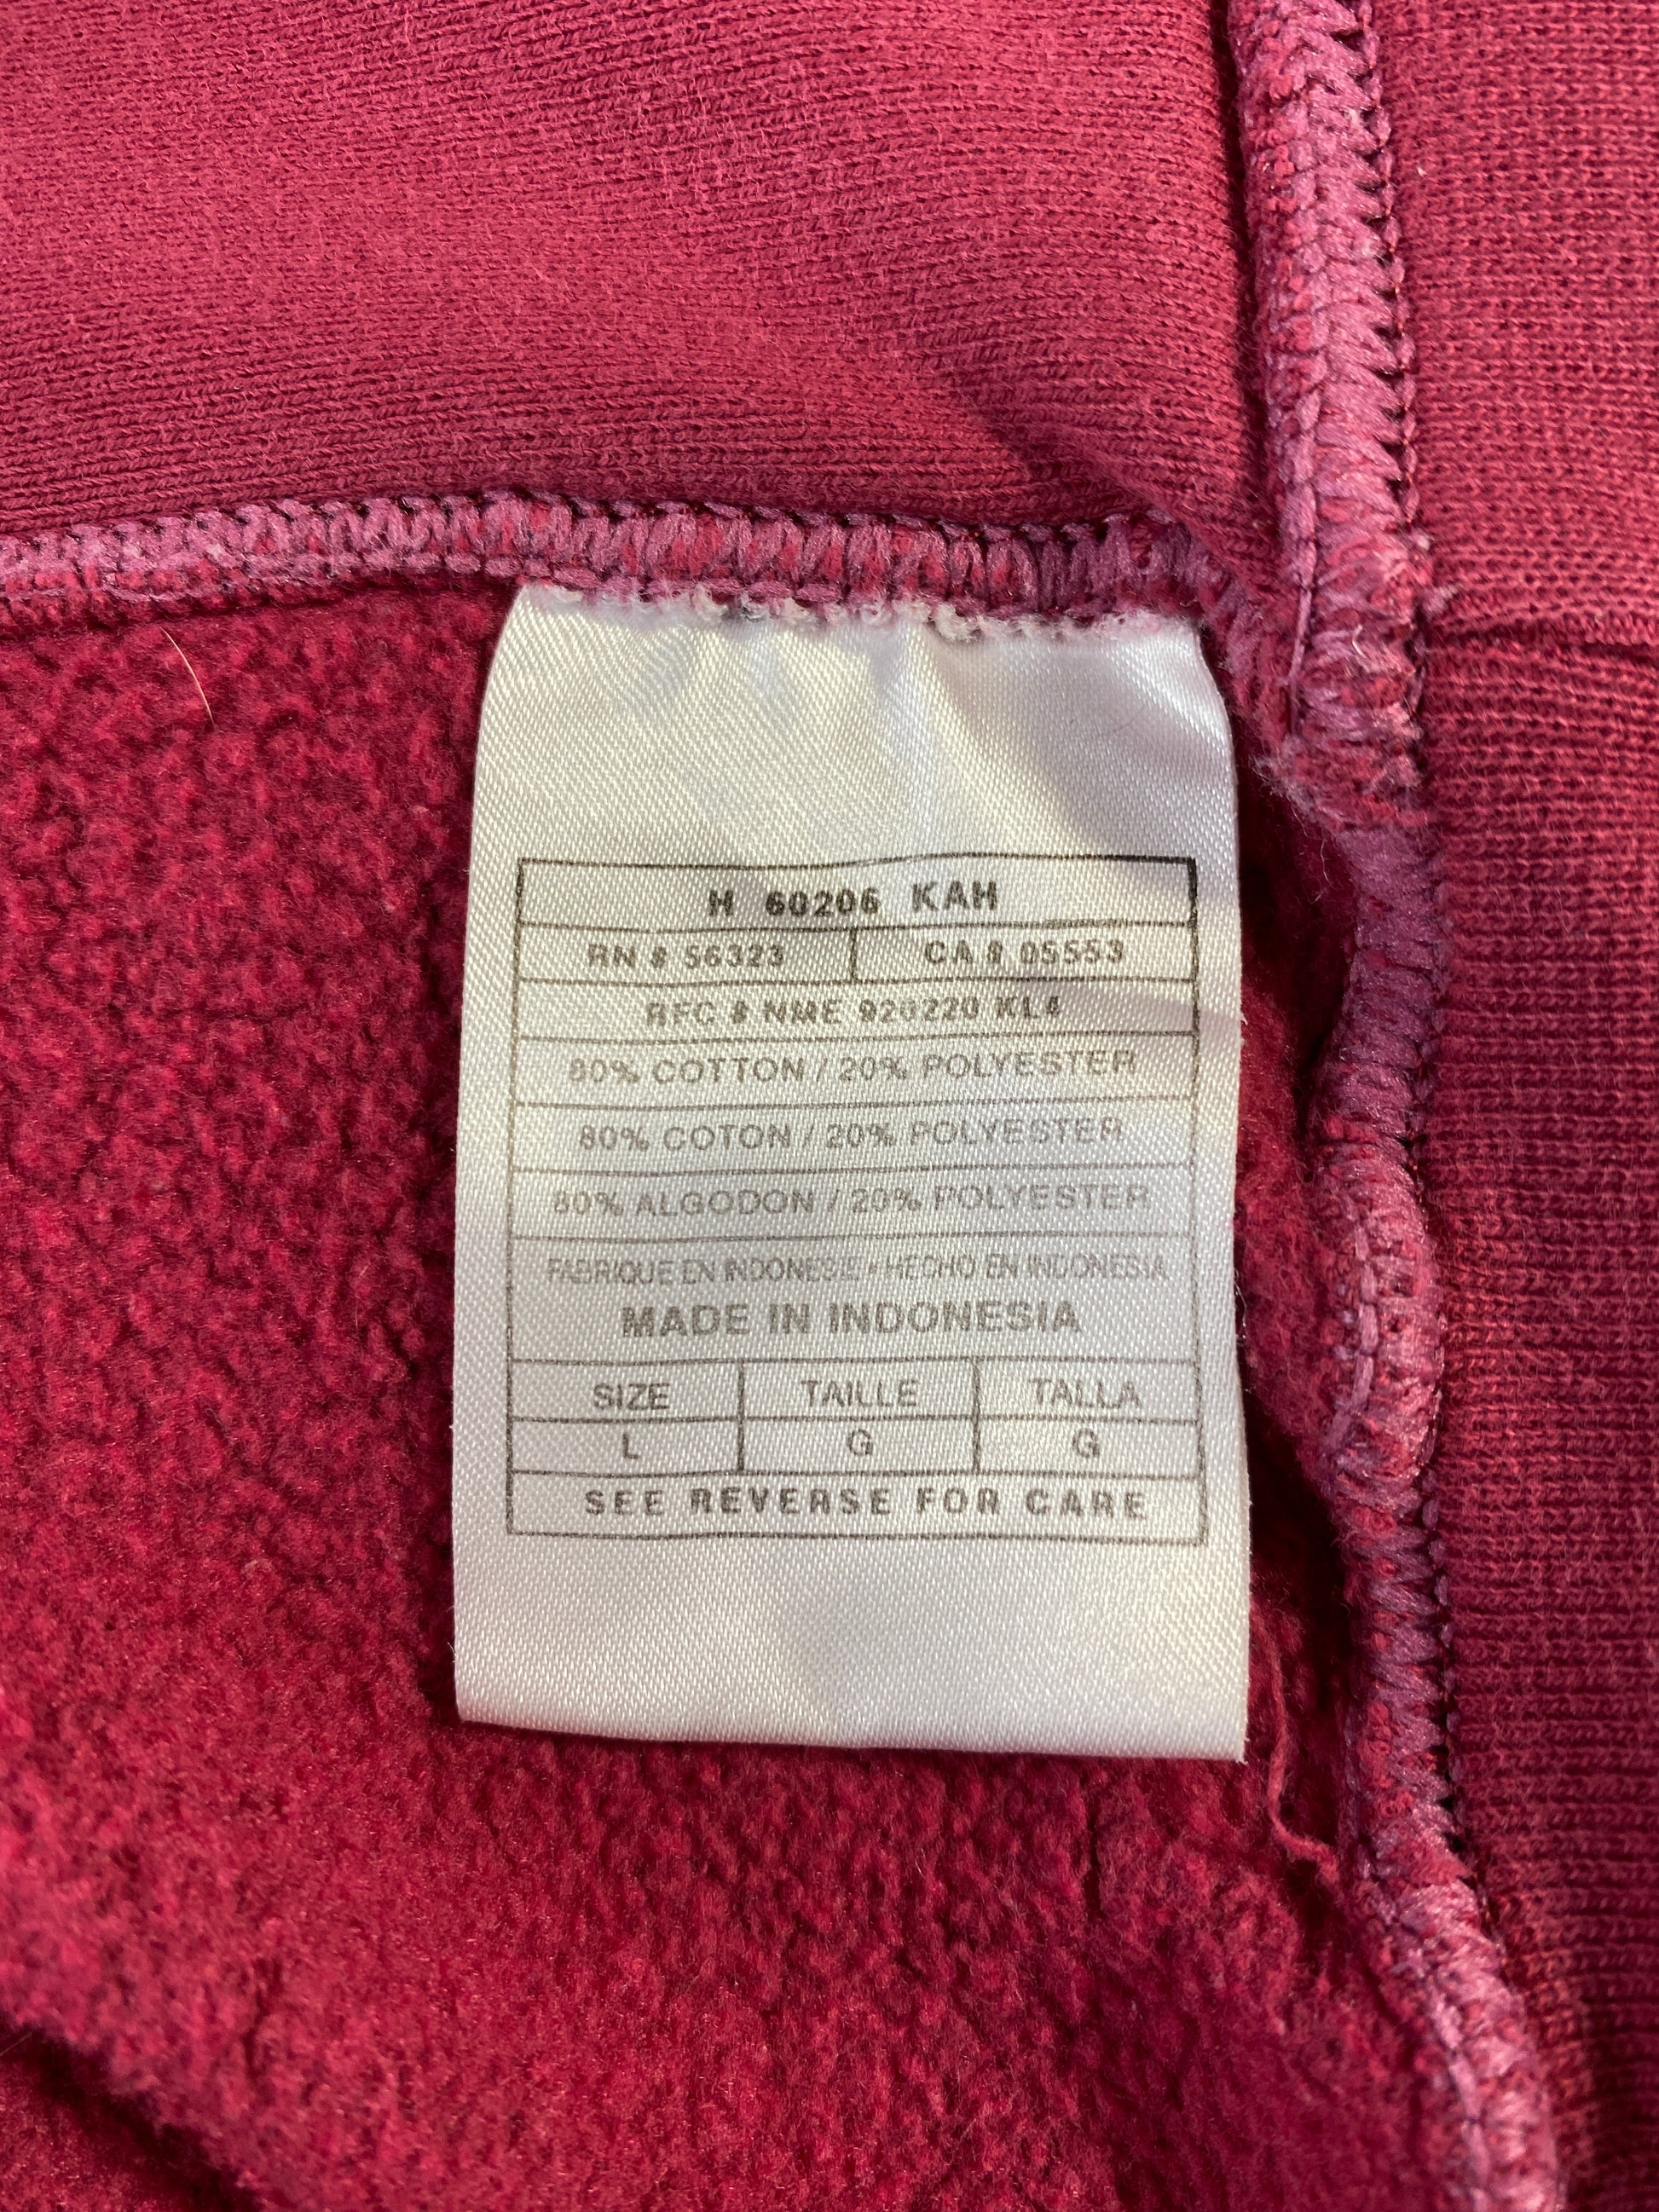 H 60206 KAH
RN # 56323 CA # 05553
RFC # NME 920220 KL4
80% COTTON / 20% POLYESTER
80% COTON / 20% POLYESTER
80% ALGODON / 20% POLYESTER
FABRIQUE EN INDONESIE • HECHO EN INDONESIA
MADE IN INDONESIA
SIZE TAILLE TALLA
L G G
SEE REVERSE FOR CARE